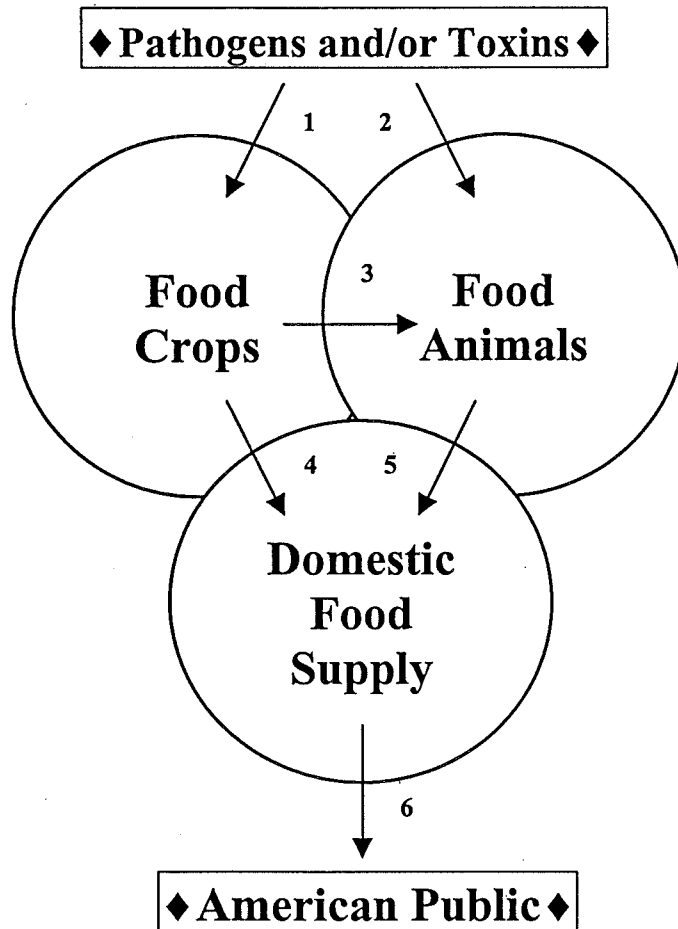 ♦ Pathogens and/or Toxins ♦
1 2
Food
Crops
3
Food
Animals
4 5
Domestic
Food
Supply
6
♦ American Public ♦